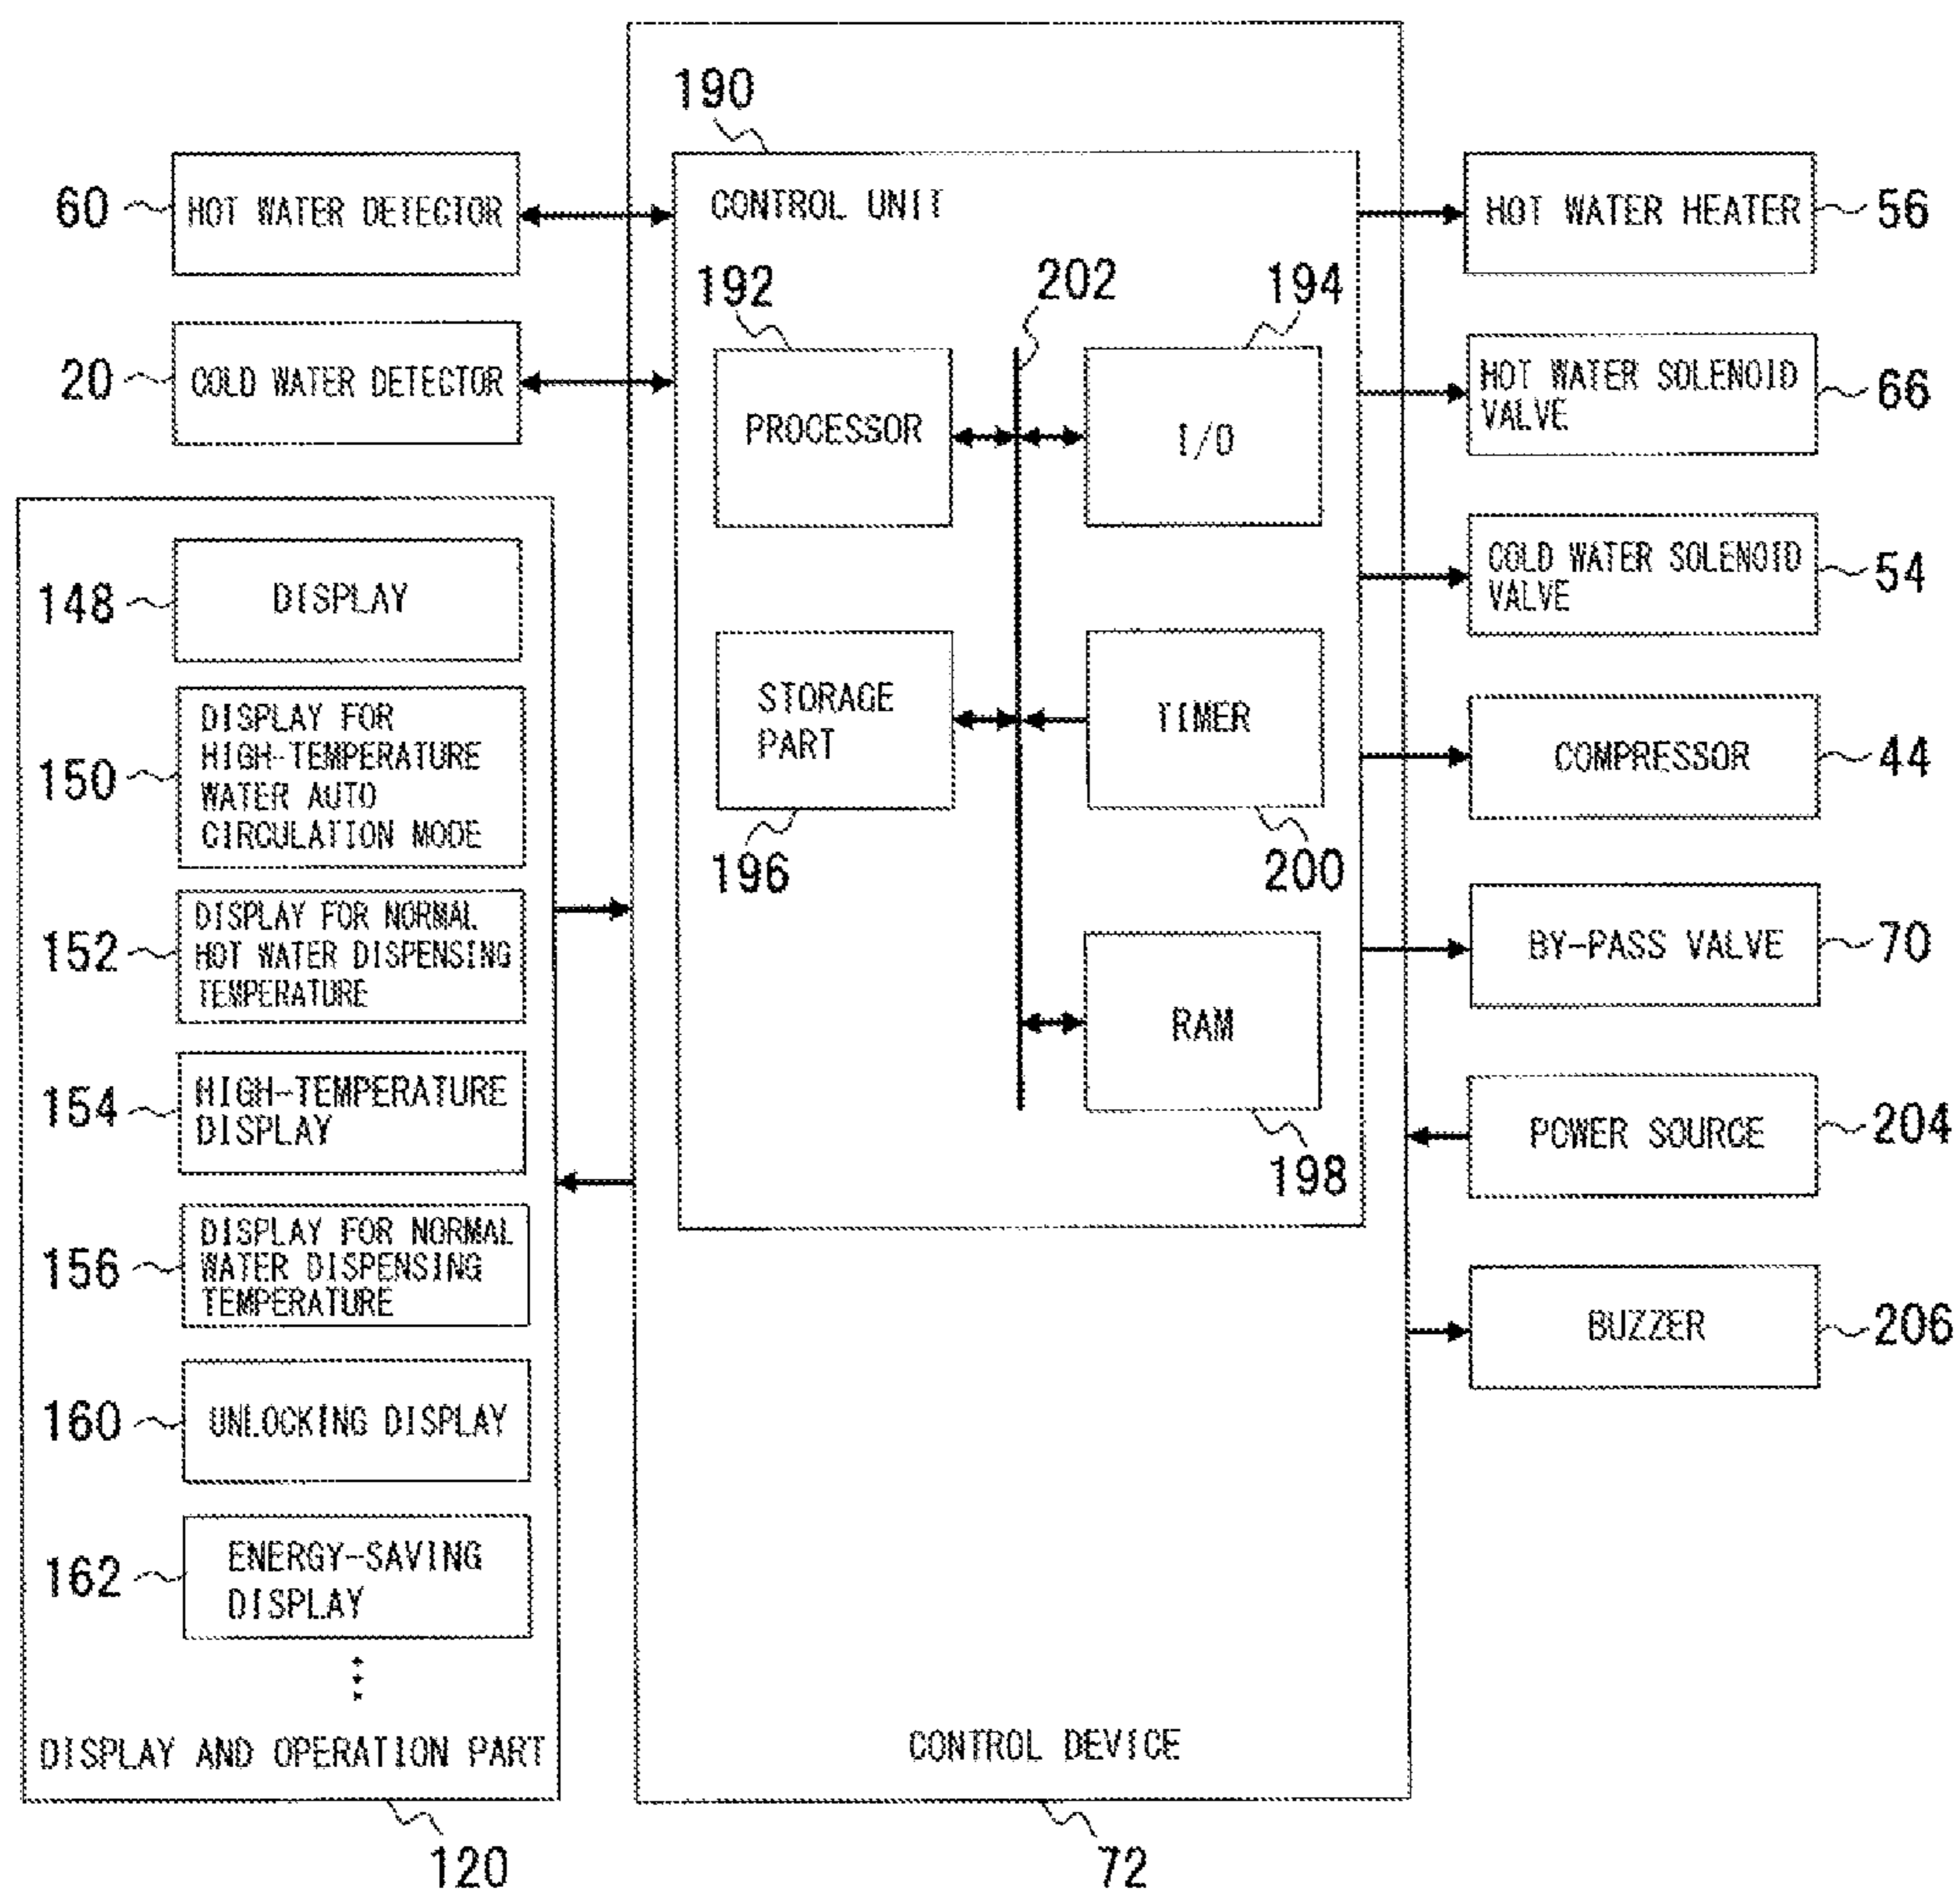 190
60
HOT WATER DETECTOR
CONTROL UNIT
HOT WATER HEATER
56
192
202
194
20
COLD WATER DETECTOR
PROCESSOR
I/O
HOT WATER SOLENOID
VALVE
66
148
DISPLAY
COLD WATER SOLENOID
VALVE
54
150
DISPLAY FOR
HIGH-TEMPERATURE
WATER AUTO
CIRCULATION MODE
STORAGE
PART
TIMER
COMPRESSOR
44
196
200
152
DISPLAY FOR NORMAL
HOT WATER DISPENSING
TEMPERATURE
BY-PASS VALVE
70
154
HIGH-TEMPERATURE
DISPLAY
RAM
198
POWER SOURCE
204
156
DISPLAY FOR NORMAL
WATER DISPENSING
TEMPERATURE
BUZZER
206
160
UNLOCKING DISPLAY
162
ENERGY-SAVING
DISPLAY
DISPLAY AND OPERATION PART
CONTROL DEVICE
120
72